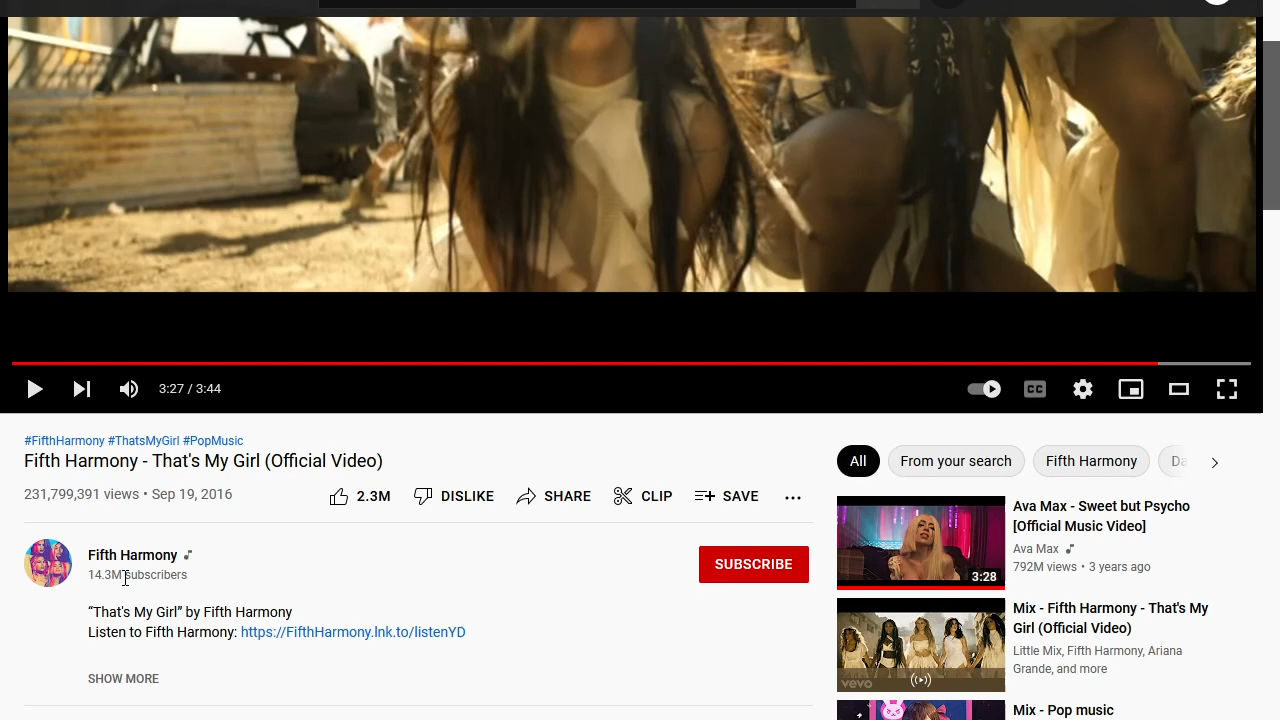 3:27 / 3:44
#FifthHarmony #ThatsMyGirl #PopMusic
Fifth Harmony - That's My Girl (Official Video)
231,799,391 views • Sep 19, 2016
2.3M
DISLIKE
SHARE
CLIP
SAVE
Fifth Harmony
14.3M subscribers
SUBSCRIBE
“That's My Girl” by Fifth Harmony
Listen to Fifth Harmony: https://FifthHarmony.lnk.to/listenYD
SHOW MORE
All
From your search
Fifth Harmony
3:28
Ava Max - Sweet but Psycho
[Official Music Video]
Ava Max
792M views • 3 years ago
vevo
Mix - Fifth Harmony - That's My
Girl (Official Video)
Little Mix, Fifth Harmony, Ariana
Grande, and more
Mix - Pop music